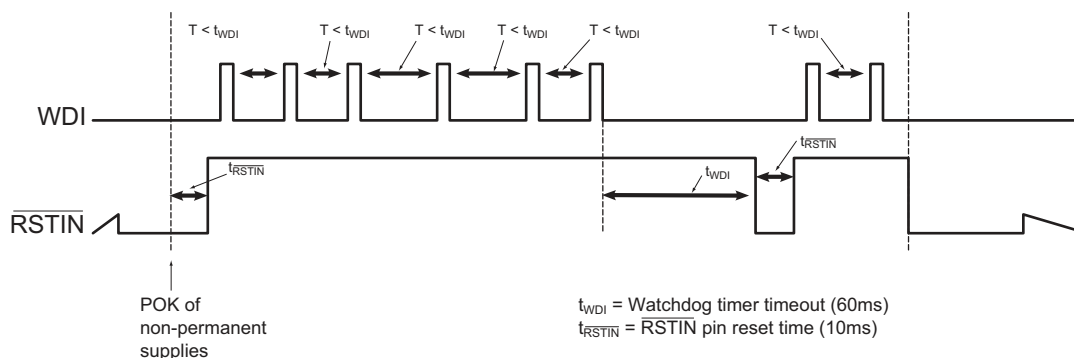 T < tWDI
T < tWDI
T < tWDI
T < tWDI
T < tWDI
T < tWDI
WDI
tRSTIN
tRSTIN
tWDI
RSTIN
POK of
non-permanent
supplies
tWDI = Watchdog timer timeout (60ms)
tRSTIN = RSTIN pin reset time (10ms)